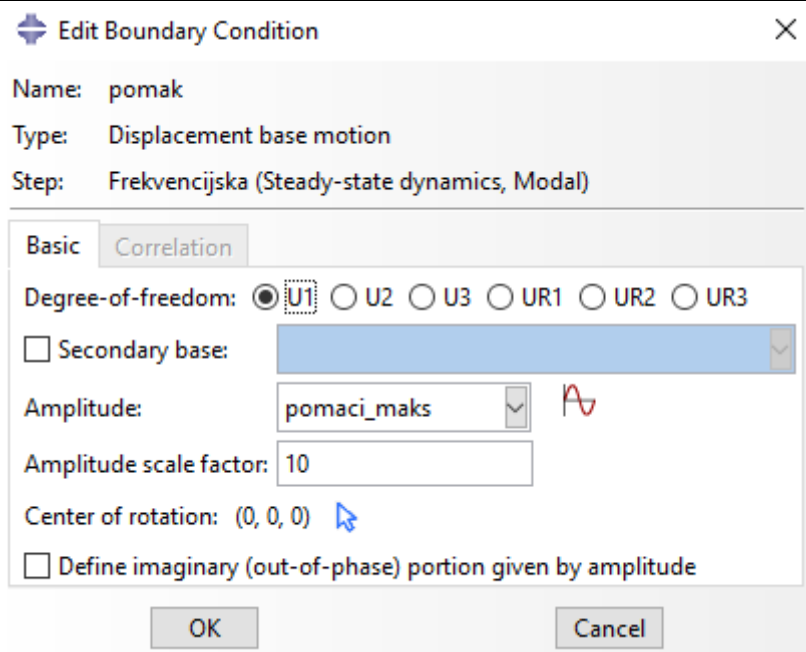 Edit Boundary Condition
Name: pomak
Type: Displacement base motion
Step: Frekvencijska (Steady-state dynamics, Modal)
Basic Correlation
Degree-of-freedom: U1 U2 U3 UR1 UR2 UR3
Secondary base:
Amplitude: pomaci_maks
Amplitude scale factor: 10
Center of rotation: (0, 0, 0)
Define imaginary (out-of-phase) portion given by amplitude
OK Cancel